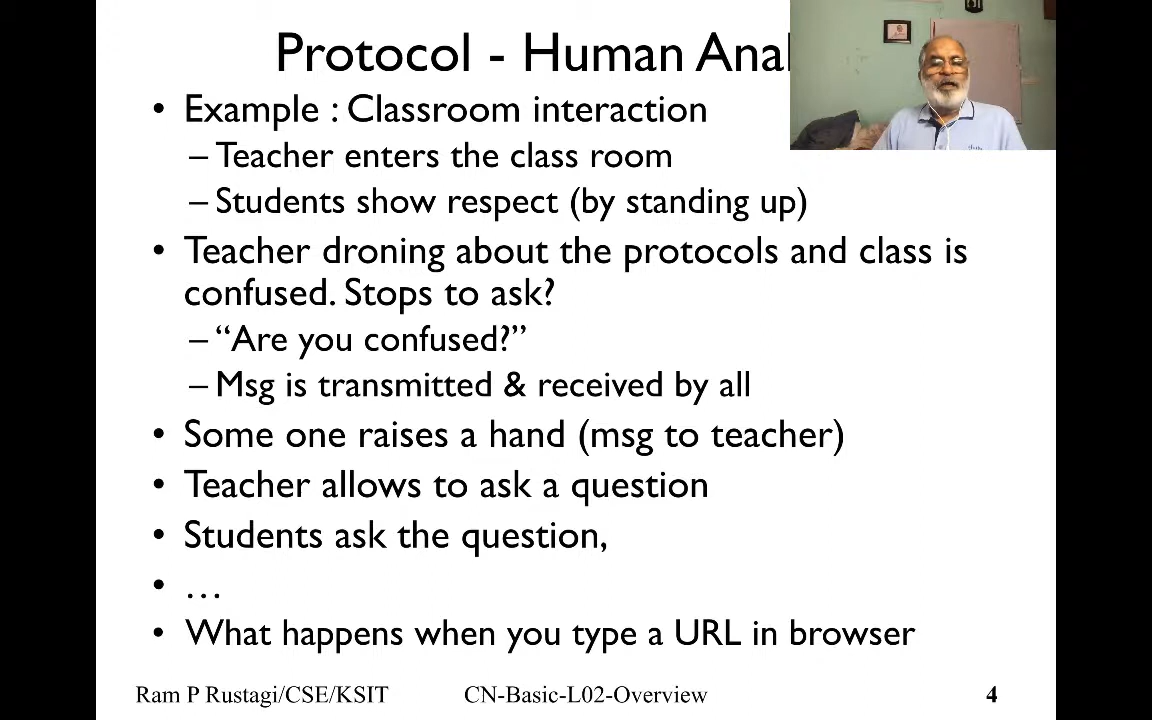 Protocol - Human Anal
• Example : Classroom interaction
– Teacher enters the class room
– Students show respect (by standing up)
• Teacher droning about the protocols and class is
confused. Stops to ask?
– “Are you confused?”
– Msg is transmitted & received by all
• Some one raises a hand (msg to teacher)
• Teacher allows to ask a question
• Students ask the question,
• …
• What happens when you type a URL in browser
Ram P Rustagi/CSE/KSIT CN-Basic-L02-Overview 4